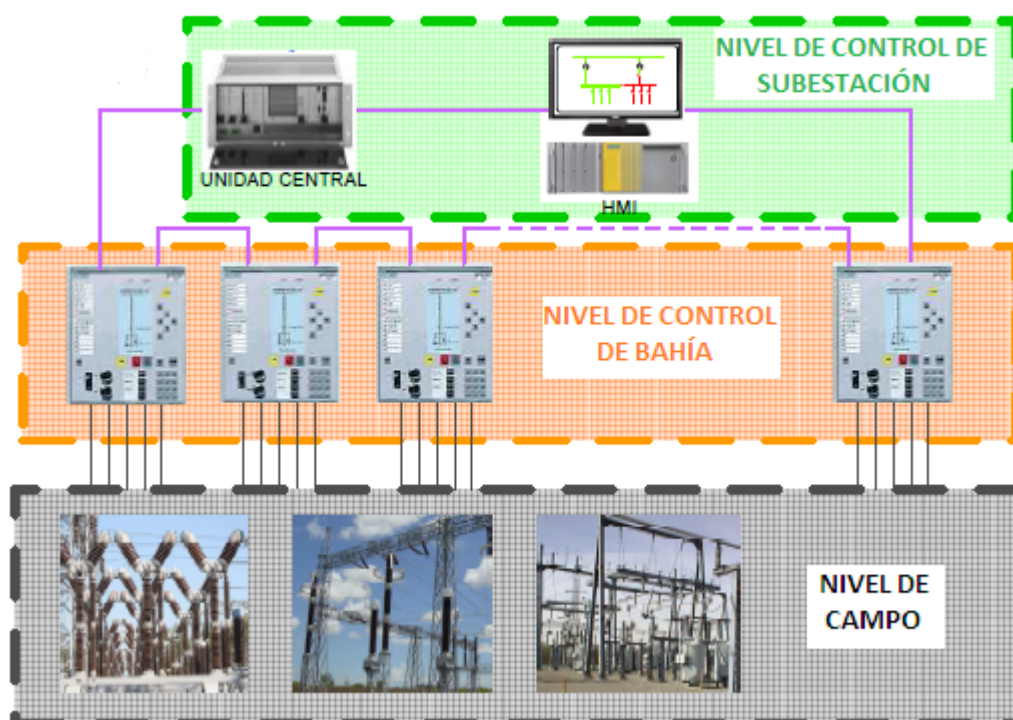 NIVEL DE CONTROL DE
SUBESTACIÓN
UNIDAD CENTRAL
HMI
NIVEL DE CONTROL
DE BAHÍA
NIVEL DE
CAMPO